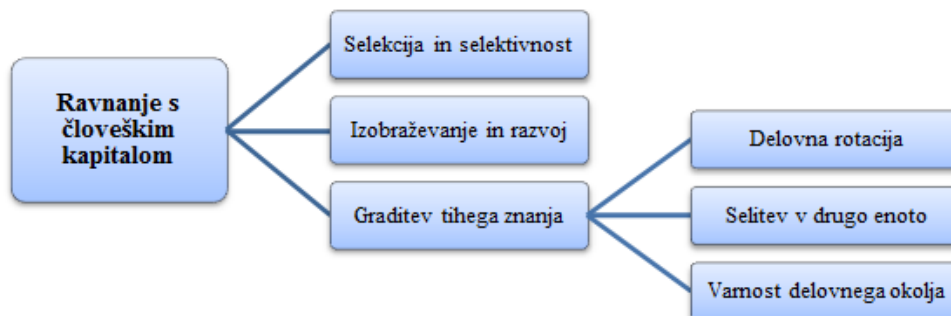 Ravnanje s
človeškim
kapitalom
Selekcija in selektivnost
Izobraževanje in razvoj
Graditev tihega znanja
Delovna rotacija
Selitev v drugo enoto
Varnost delovnega okolja